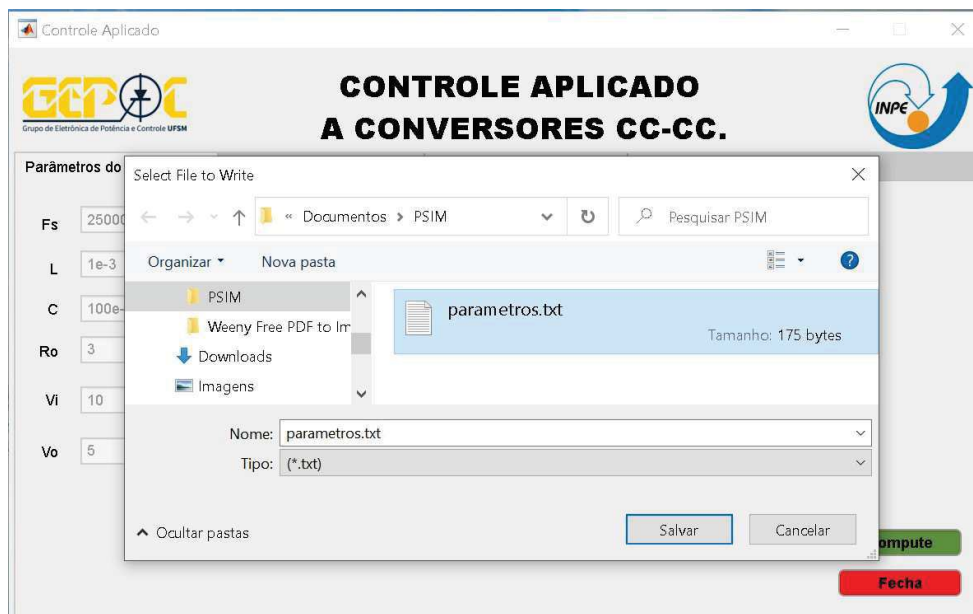 Controle Aplicado
GEPOC
Grupo de Eletrônica de Potência e Controle UFSM
CONTROLE APLICADO
A CONVERSORES CC-CC.
INPE
Parâmetros do
Select File to Write
« Documentos > PSIM
Pesquisar PSIM
Organizar
Nova pasta
PSIM
Weeny Free PDF to Im
Downloads
Imagens
parametros.txt
Tamanho: 175 bytes
Nome: parametros.txt
Tipo: (*.txt)
Ocultar pastas
Salvar
Cancelar
Fs 25000
L 1e-3
C 100e-
Ro 3
Vi 10
Vo 5
ompute
Fecha